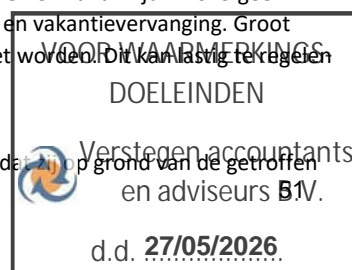 en vakantievervanging. Groot
VOOR WAARMERKINGS-
t worden. Dit kan lastig te regelen
DOELEINDEN
Verstegen accountants
dat zij op grond van de getroffen
en adviseurs B.V.
51
d.d. 27/05/2026